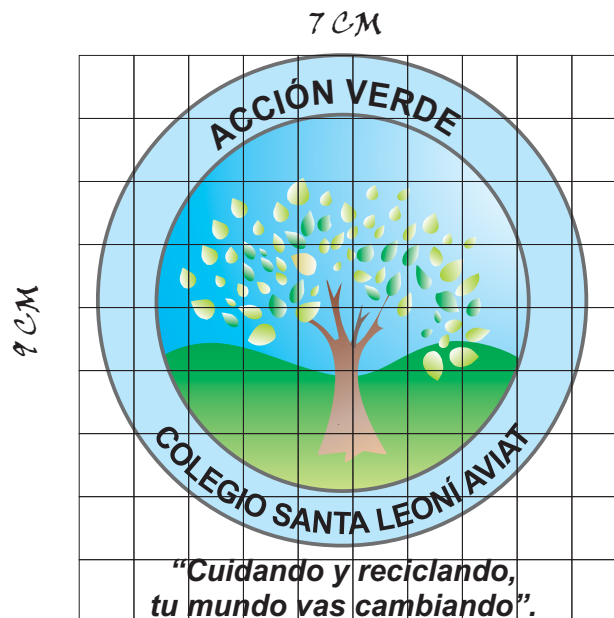 7 CM
9 CM
ACCIÓN VERDE
COLEGIO SANTA LEONÍ AVIAT
“Cuidando y reciclando,
tu mundo vas cambiando”.